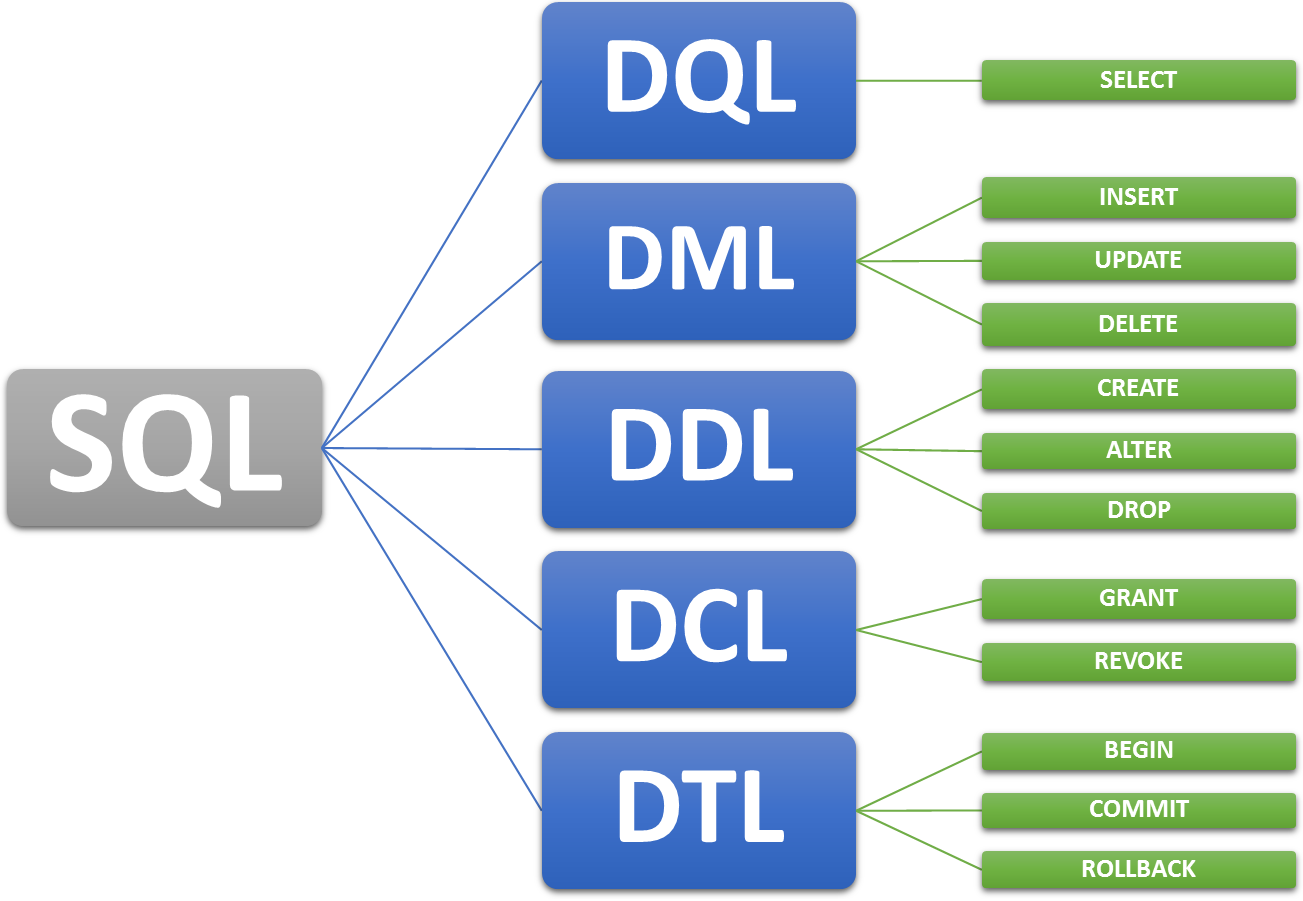 SQL
DQL
SELECT
DML
INSERT
UPDATE
DELETE
DDL
CREATE
ALTER
DROP
DCL
GRANT
REVOKE
DTL
BEGIN
COMMIT
ROLLBACK